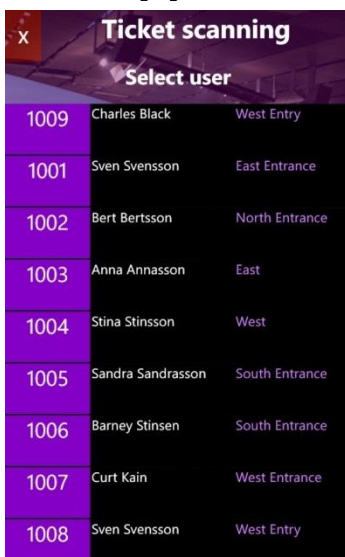 X
Ticket scanning
Select user
1009 Charles Black West Entry
1001 Sven Svensson East Entrance
1002 Bert Bertsson North Entrance
1003 Anna Annasson East
1004 Stina Stinsson West
1005 Sandra Sandrasson South Entrance
1006 Barney Stinsen South Entrance
1007 Curt Kain West Entrance
1008 Sven Svensson West Entry